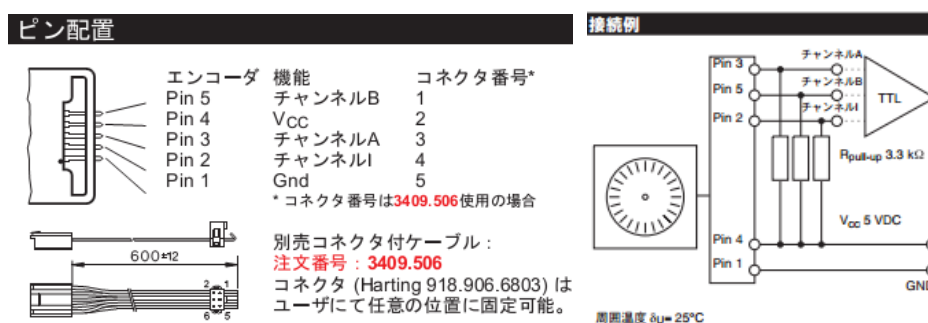 ピン配置
エンコーダ 機能 コネクタ番号*
Pin 5 チャンネルB 1
Pin 4 VCC 2
Pin 3 チャンネルA 3
Pin 2 チャンネルI 4
Pin 1 Gnd 5
* コネクタ番号は3409.506使用の場合
別売コネクタ付ケーブル：
注文番号：3409.506
コネクタ (Harting 918.906.6803) は
ユーザにて任意の位置に固定可能。
600±12
2 1
6 5
接続例
Pin 3 チャンネルA
Pin 5 チャンネルB
Pin 2 チャンネルI
TTL
Rpull-up 3.3 kΩ
VCC 5 VDC
Pin 4
Pin 1
GND
周囲温度 δu= 25°C